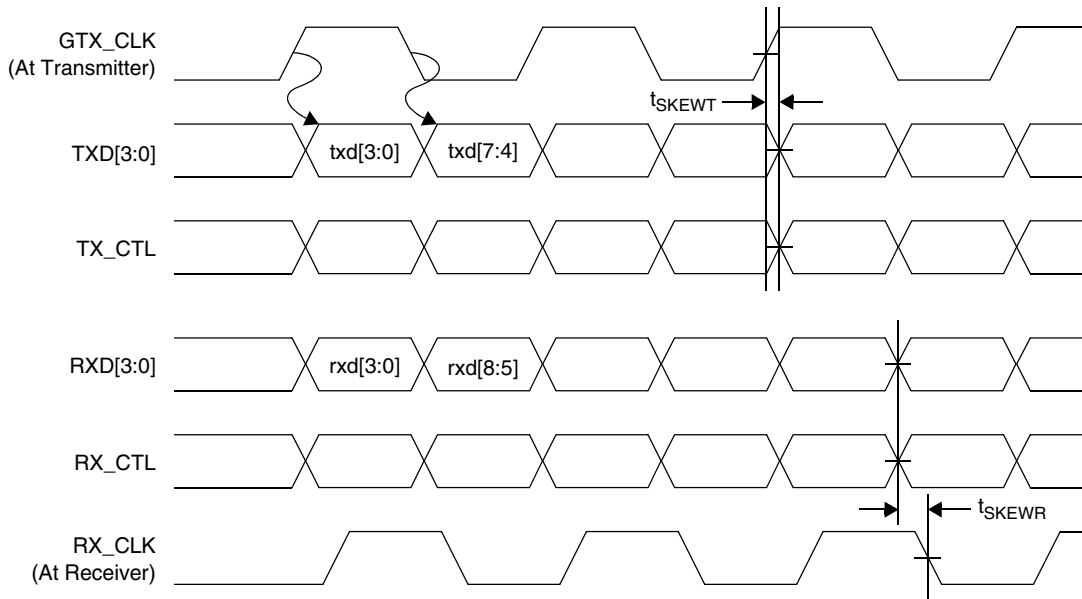 GTX_CLK
(At Transmitter)
tSKEWT
TXD[3:0]
txd[3:0]
txd[7:4]
TX_CTL
RXD[3:0]
rxd[3:0]
rxd[8:5]
RX_CTL
tSKEWR
RX_CLK
(At Receiver)